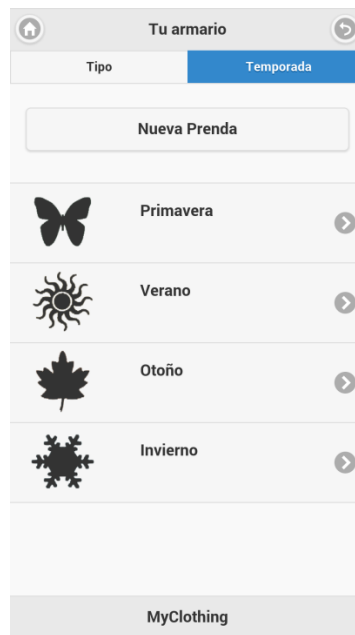 Tu armario
Tipo Temporada
Nueva Prenda
Primavera
Verano
Otoño
Invierno
MyClothing